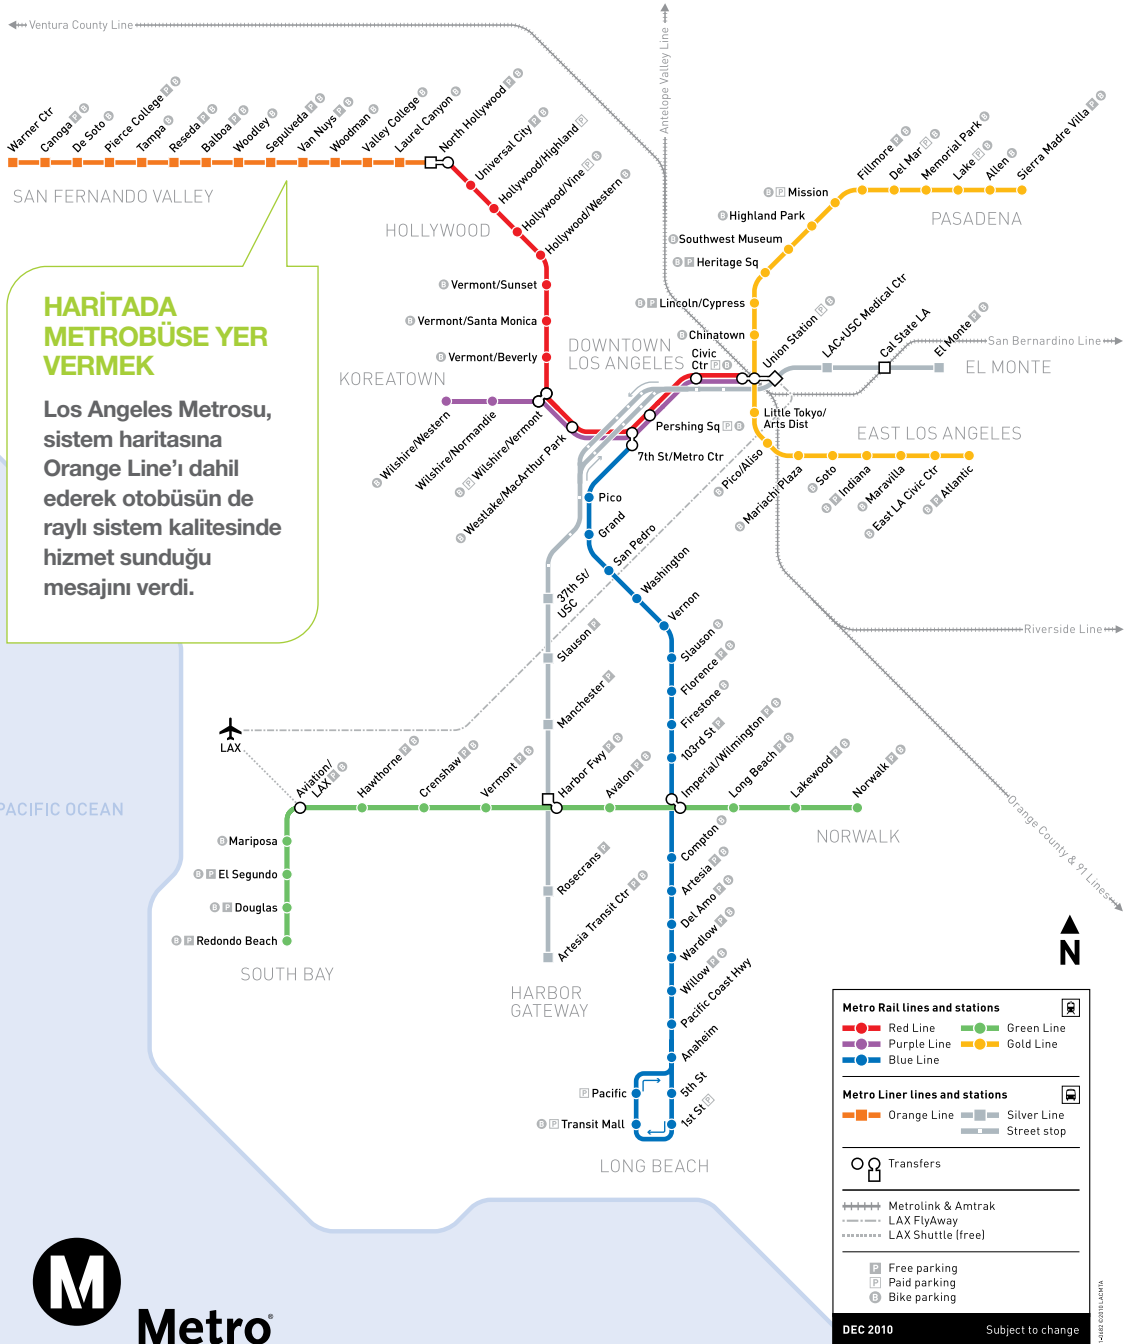 Ventura County Line
Antelope Valley Line
Warner Ctr
Canoga P B
De Soto B
Pierce College P B
Tampa B
Reseda P B
Balboa P B
Woodley B
Sepulveda P B
Van Nuys P B
Woodman B
Valley College B
Laurel Canyon B
North Hollywood P B
Universal City P B
Hollywood/Highland P
Hollywood/Vine P B
Hollywood/Western B
SAN FERNANDO VALLEY
HOLLYWOOD
Fillmore P B
Del Mar P B
Memorial Park B
Lake P B
Allen B
Sierra Madre Villa P B
PASADENA
B P Mission
B Highland Park
B Southwest Museum
B P Heritage Sq
B P Lincoln/Cypress
B Chinatown
HARİTADA
METROBÜSE YER
VERMEK
Los Angeles Metrosu,
sistem haritasına
Orange Line’ı dahil
ederek otobüsün de
raylı sistem kalitesinde
hizmet sunduğu
mesajını verdi.
B Vermont/Sunset
B Vermont/Santa Monica
B Vermont/Beverly
KOREATOWN
DOWNTOWN
LOS ANGELES
Civic
Ctr P B
Union Station P B
LAC+USC Medical Ctr
Cal State LA
El Monte P B
San Bernardino Line
EL MONTE
B Wilshire/Western
Wilshire/Normandie
B P Wilshire/Vermont
B Westlake/MacArthur Park
Pershing Sq P B
7th St/Metro Ctr
Little Tokyo/
Arts Dist
EAST LOS ANGELES
B Pico/Aliso
B Mariachi Plaza
B Soto
B P Indiana
B Maravilla
B East LA Civic Ctr
B P Atlantic
Pico
Grand
San Pedro
Washington
Vernon
37th St/
USC
Slauson P
Manchester P
Slauson B
Florence P B
Firestone B
103rd St P
Imperial/Wilmington P B
Riverside Line
Orange County & 91 Lines
LAX
Aviation/
LAX P B
Hawthorne P B
Crenshaw P B
Vermont P B
Harbor Fwy P B
Avalon P B
Long Beach P B
Lakewood P B
Norwalk P B
NORWALK
PACIFIC OCEAN
B Mariposa
B P El Segundo
B P Douglas
B P Redondo Beach
SOUTH BAY
Rosecrans P
Artesia Transit Ctr P B
HARBOR
GATEWAY
Compton B
Artesia P B
Del Amo P B
Wardlow P B
Willow P B
Pacific Coast Hwy
Anaheim
5th St
1st St P
P Pacific
B P Transit Mall
LONG BEACH
N
Metro Rail lines and stations
Red Line
Green Line
Purple Line
Gold Line
Blue Line
Metro Liner lines and stations
Orange Line
Silver Line
Street stop
Transfers
Metrolink & Amtrak
LAX FlyAway
LAX Shuttle (free)
P Free parking
P Paid parking
B Bike parking
DEC 2010
Subject to change
©2010 LACMTA
M
Metro®